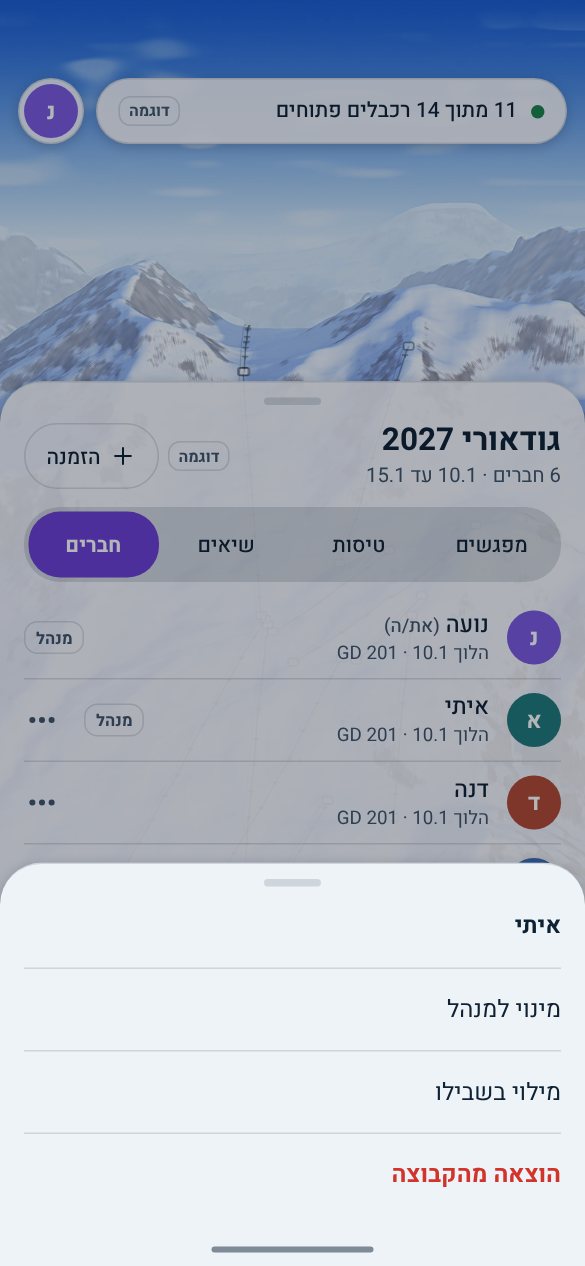 11 מתוך 14 רכבלים פתוחים
דוגמה
נ
גודאורי 2027
6 חברים · 10.1 עד 15.1
דוגמה
הזמנה
מפגשים
טיסות
שיאים
חברים
נ
נועה (את/ה)
הלוך 10.1 · GD 201
מנהל
א
איתי
הלוך 10.1 · GD 201
מנהל
ד
דנה
הלוך 10.1 · GD 201
איתי
מינוי למנהל
מילוי בשבילו
הוצאה מהקבוצה